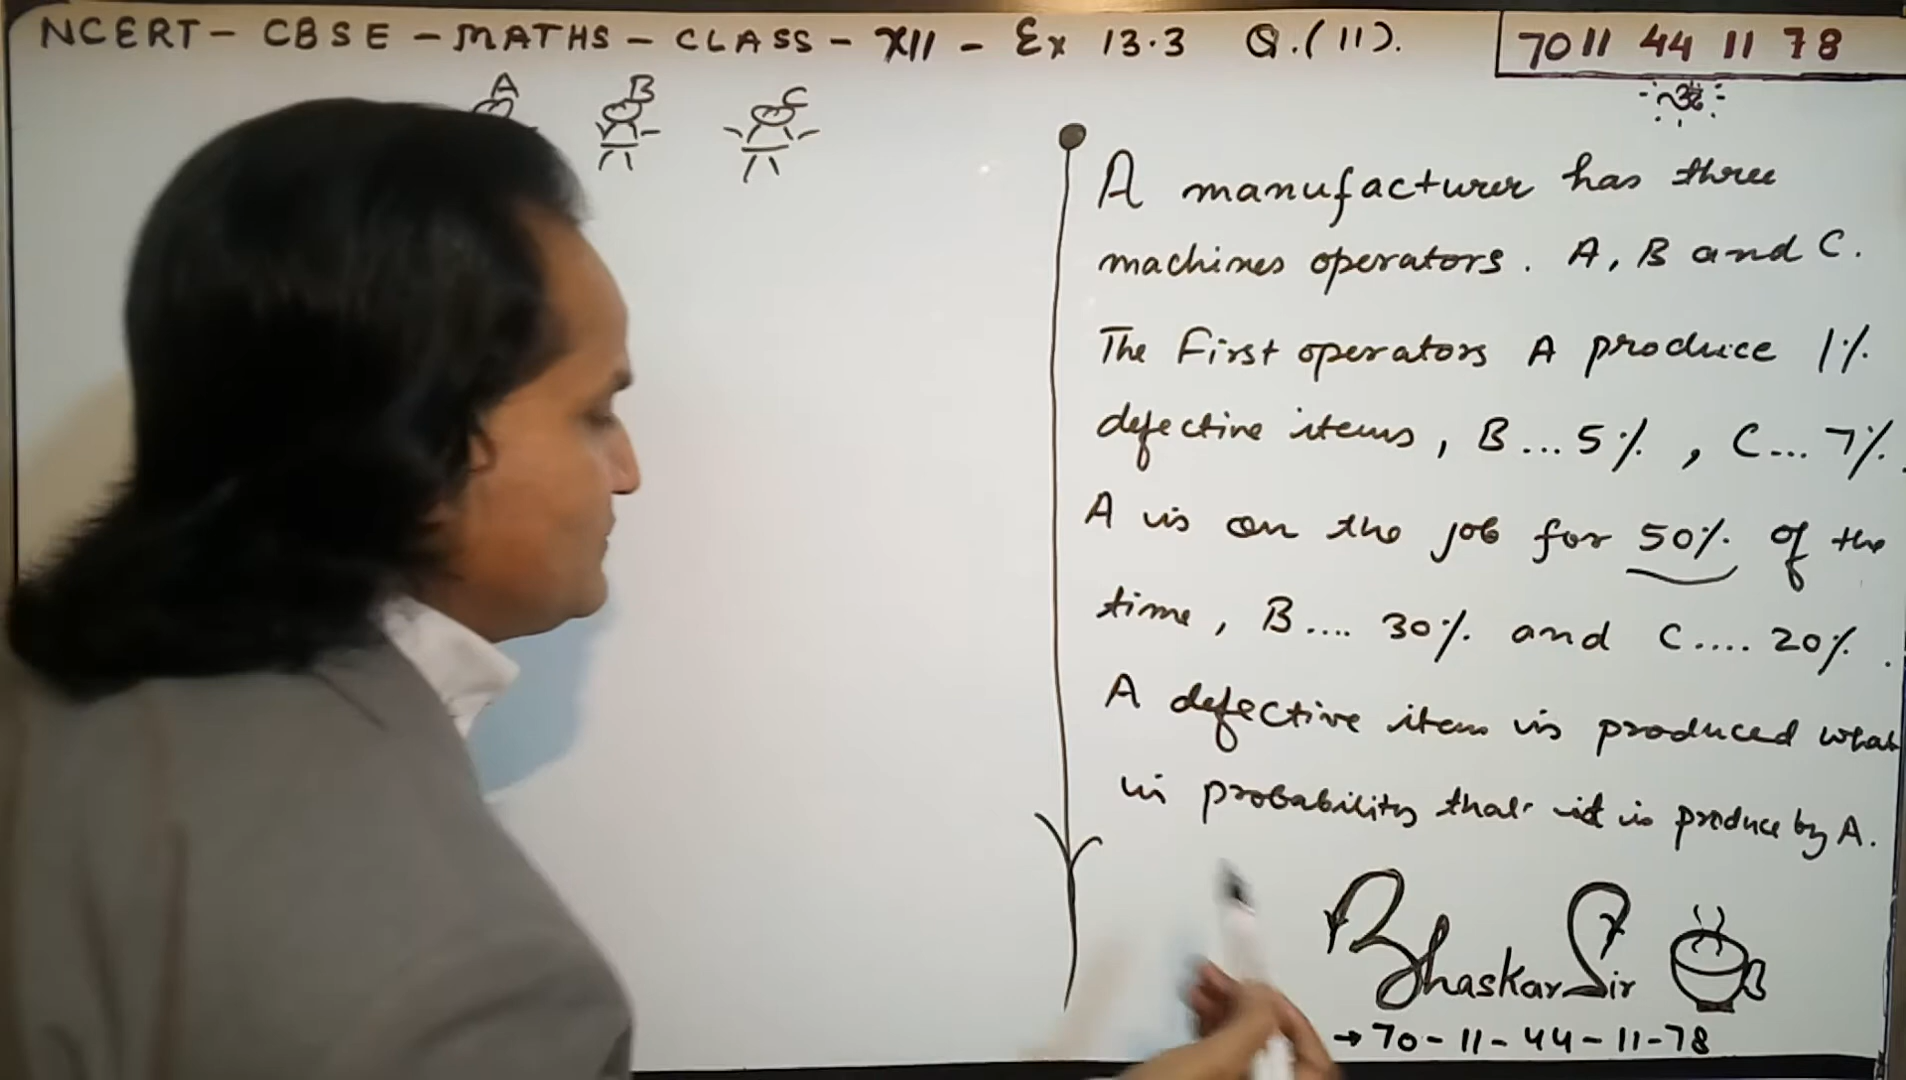 NCERT - CBSE - MATHS - CLASS - XII - Ex 13.3 Q.(11).
7011 44 11 78
A B C
A manufacturer has three
machines operators. A, B and C.
The First operators A produce 1%
defective items, B...5%, C...7%.
A is on the job for 50% of the
time, B.... 30% and C.... 20%.
A defective item is produced what
is probability that it is produce by A.
Bhaskar Sir
→ 70-11-44-11-78